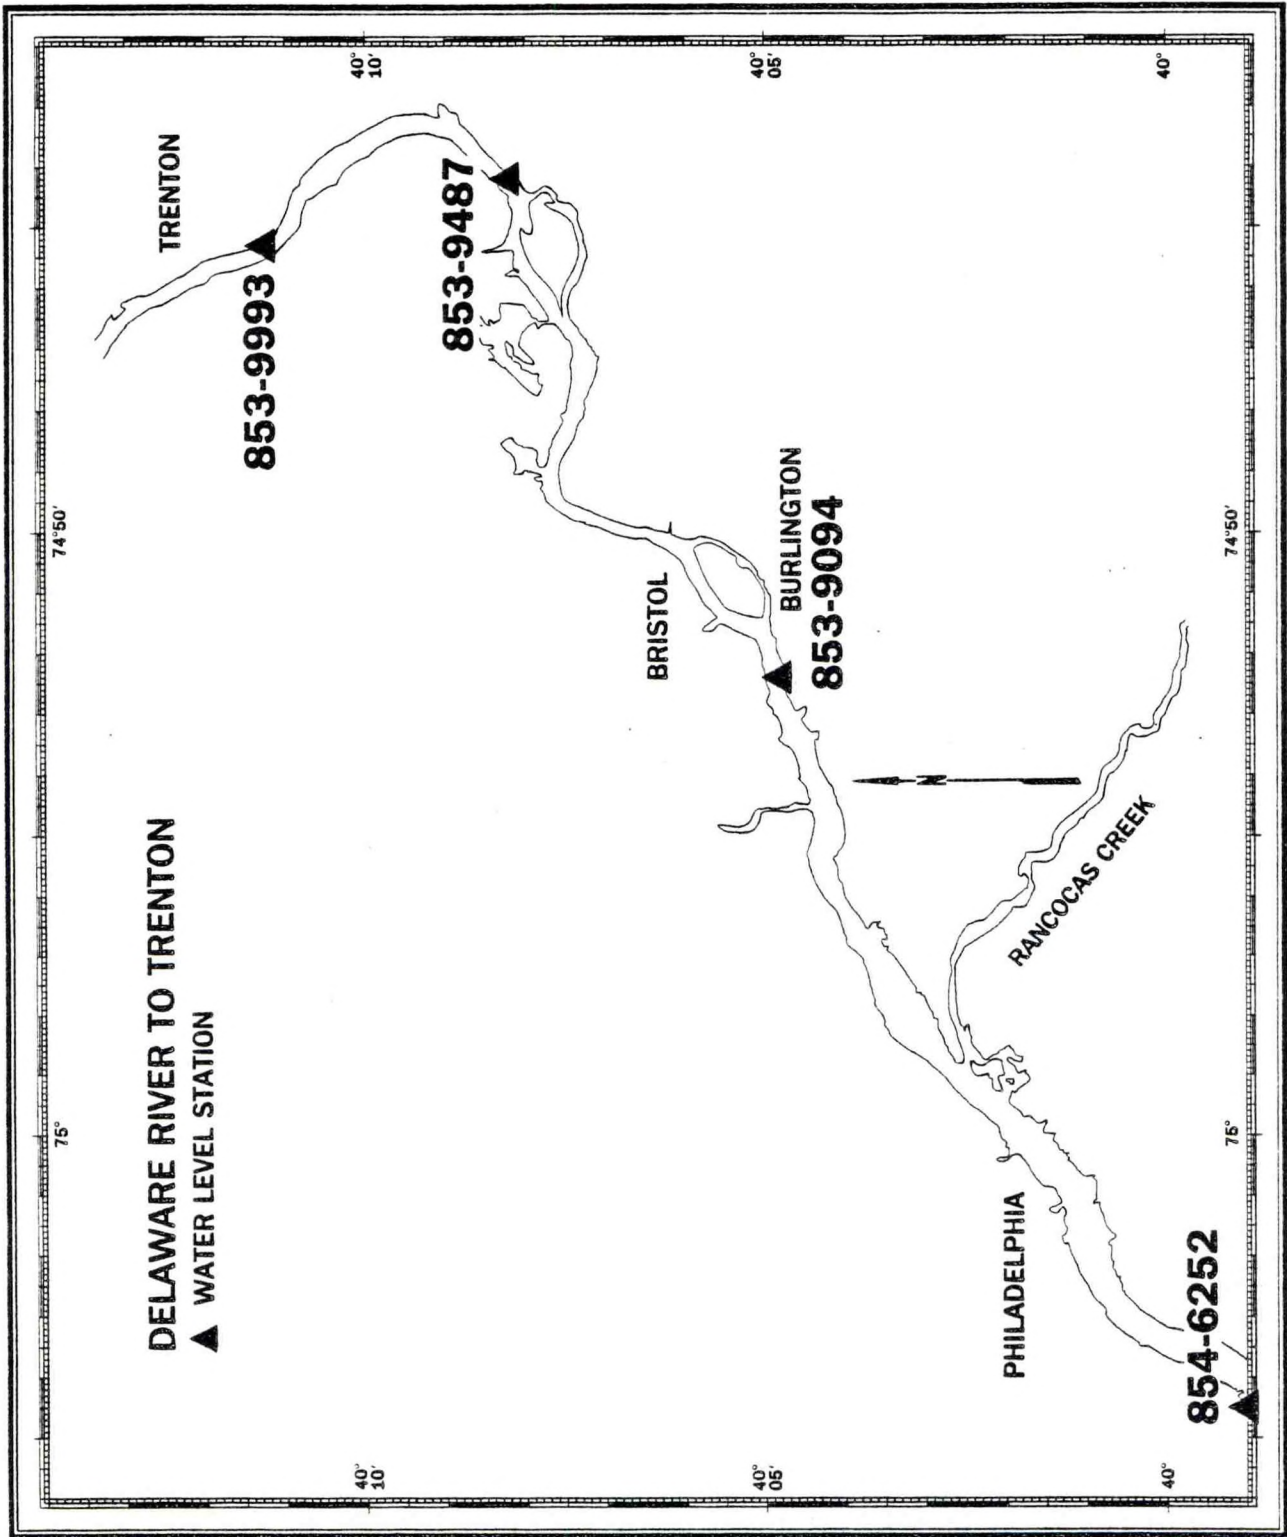 DELAWARE RIVER TO TRENTON
▲ WATER LEVEL STATION
75°
74°50'
40°
10'
40°
10'
TRENTON
853-9993
853-9487
BRISTOL
BURLINGTON
853-9094
40°
05'
40°
05'
N
RANCOCAS CREEK
PHILADELPHIA
854-6252
40°
40°
75°
74°50'